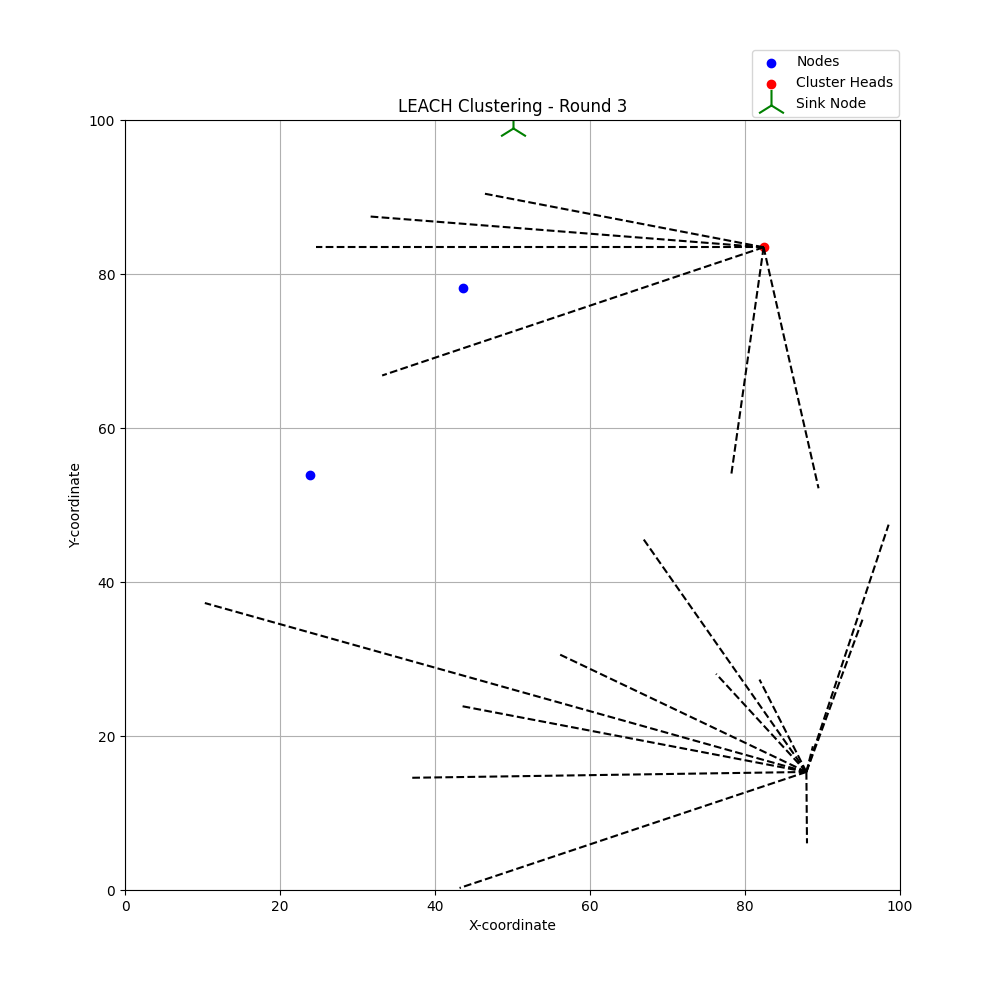 Nodes
Cluster Heads
Sink Node
LEACH Clustering - Round 3
100
80
60
40
20
0
Y-coordinate
0 20 40 60 80 100
X-coordinate